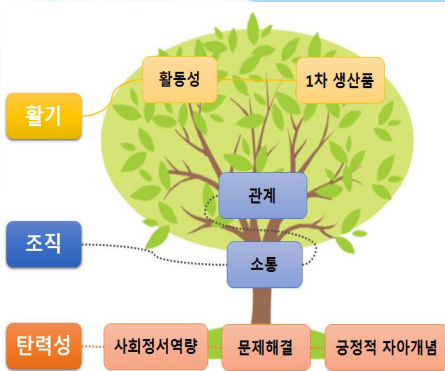 활동성
1차 생산품
활기
관계
조직
소통
탄력성
사회정서역량
문제해결
긍정적 자아개념